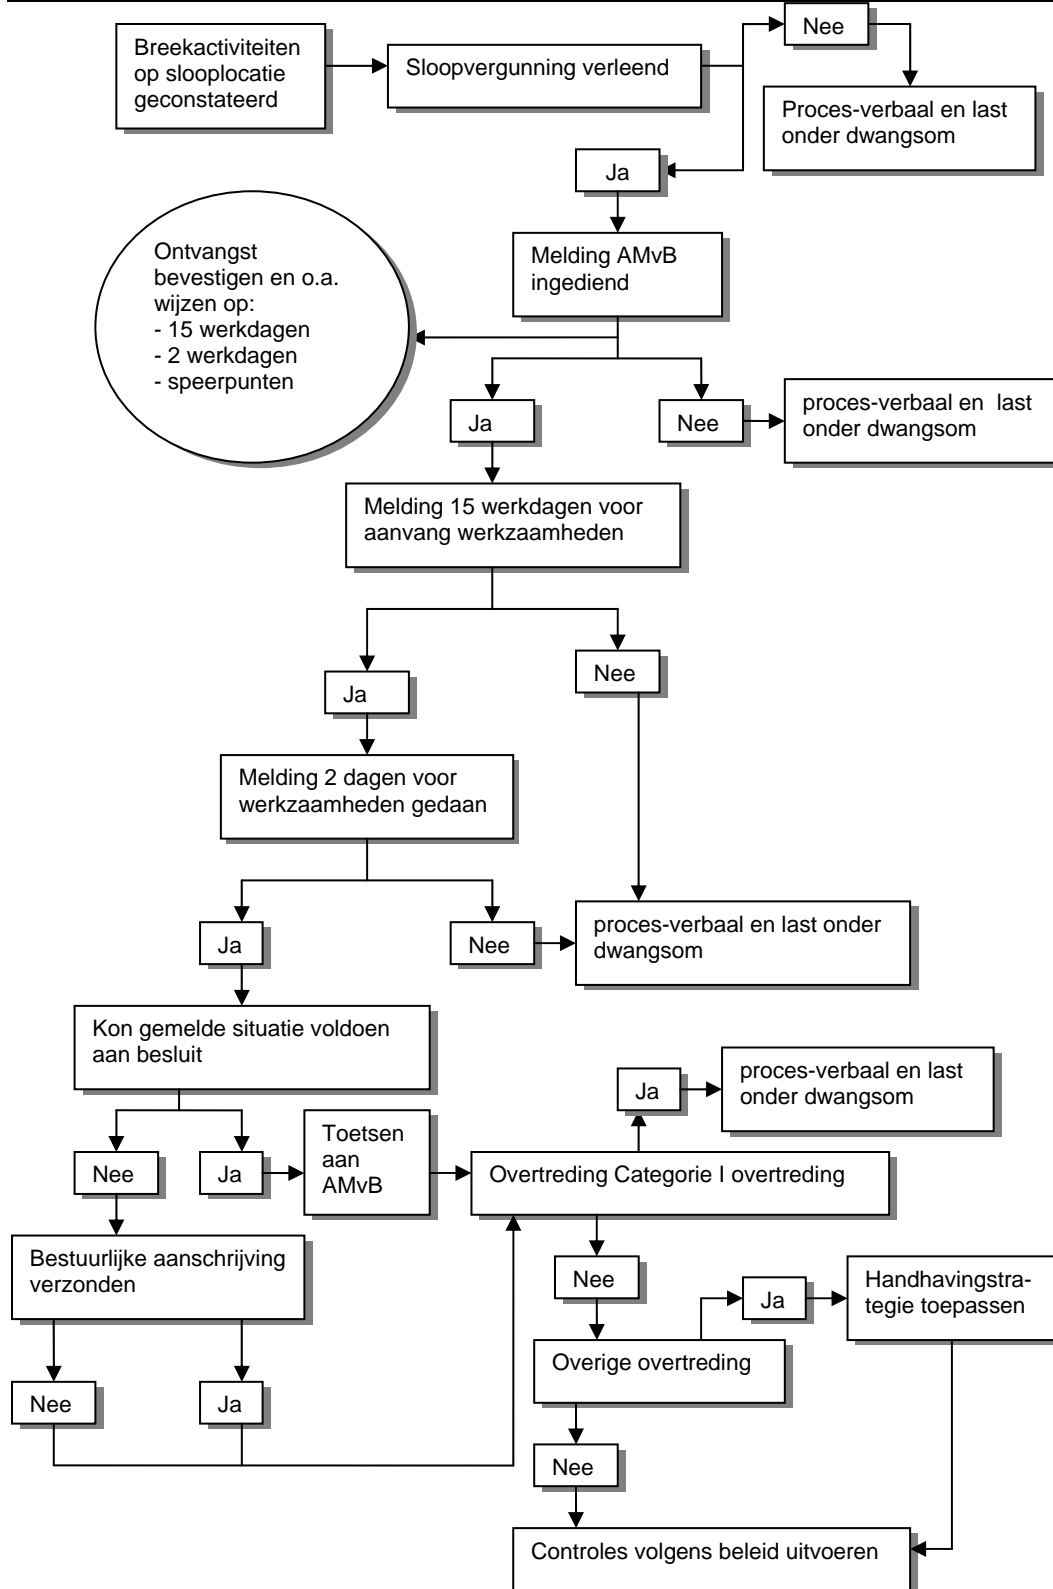 Breekactiviteiten
op slooplocatie
geconstateerd
Sloopvergunning verleend
Nee
Proces-verbaal en last
onder dwangsom
Ja
Melding AMvB
ingediend
Ontvangst
bevestigen en o.a.
wijzen op:
- 15 werkdagen
- 2 werkdagen
- speerpunten
Ja
Nee
proces-verbaal en last
onder dwangsom
Melding 15 werkdagen voor
aanvang werkzaamheden
Ja
Nee
Melding 2 dagen voor
werkzaamheden gedaan
Ja
Nee
proces-verbaal en last onder
dwangsom
Kon gemelde situatie voldoen
aan besluit
Nee
Ja
Toetsen
aan
AMvB
Ja
proces-verbaal en last
onder dwangsom
Overtreding Categorie I overtreding
Bestuurlijke aanschrijving
verzonden
Nee
Ja
Nee
Ja
Handhavingstra-
tegie toepassen
Overige overtreding
Nee
Controles volgens beleid uitvoeren